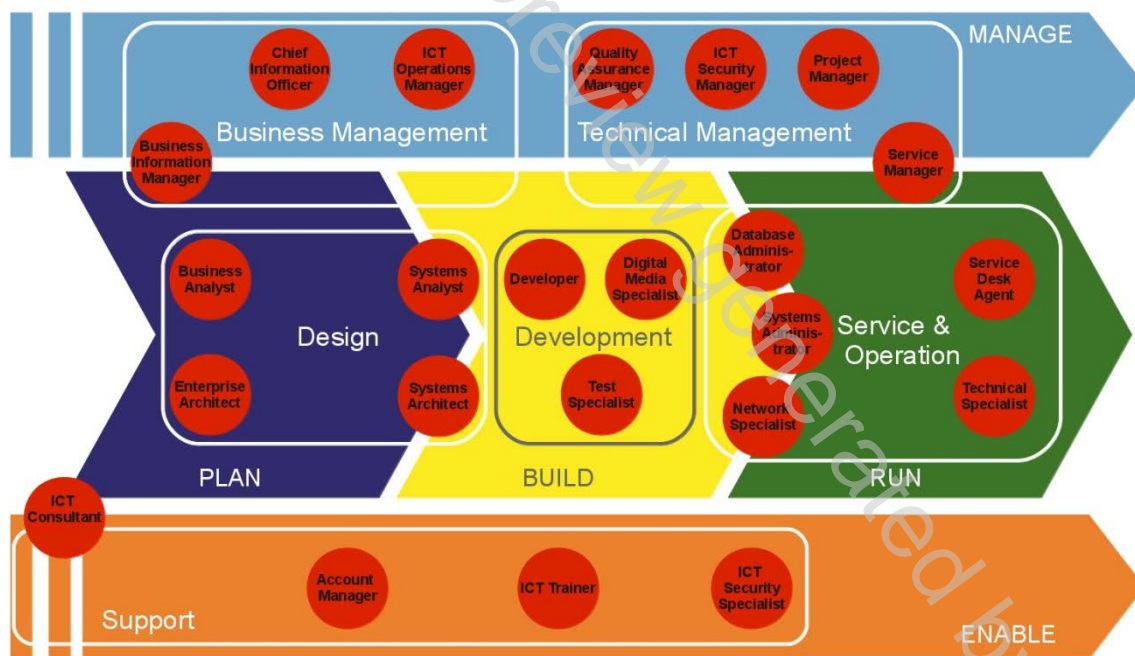 MANAGE
Chief
Information
Officer
ICT
Operations
Manager
Quality
Assurance
Manager
ICT
Security
Manager
Project
Manager
Business Management
Technical Management
Business
Information
Manager
Service
Manager
Business
Analyst
Systems
Analyst
Developer
Digital
Media
Specialist
Database
Adminis-
trator
Service
Desk
Agent
Design
Development
Systems
Adminis-
trator
Service &
Operation
Enterprise
Architect
Systems
Architect
Test
Specialist
Network
Specialist
Technical
Specialist
PLAN
BUILD
RUN
ICT
Consultant
Account
Manager
ICT Trainer
ICT
Security
Specialist
Support
ENABLE
preview generated by